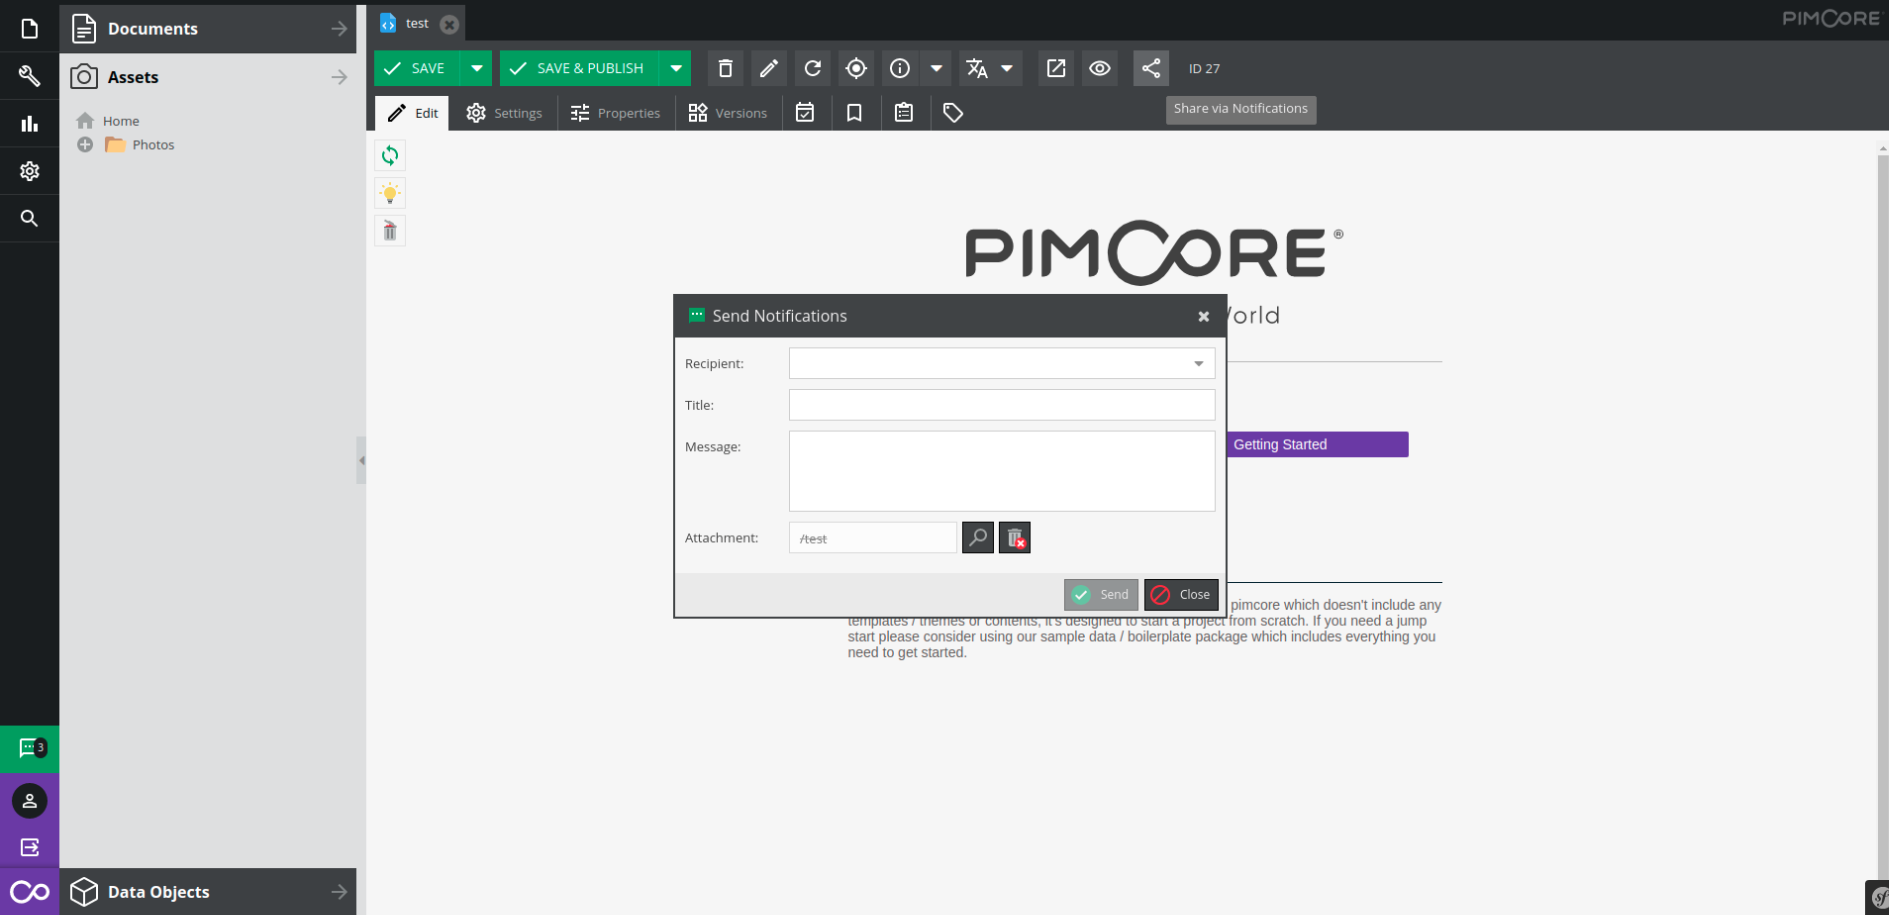 Documents
test
PIMCORE
Assets
SAVE
SAVE & PUBLISH
ID 27
Share via Notifications
Home
Photos
Edit
Settings
Properties
Versions
PIMCORE®
World
Send Notifications
Recipient:
Title:
Message:
Getting Started
Attachment:
/test
Send
Close
pimcore which doesn't include any
templates / themes or contents, it's designed to start a project from scratch. If you need a jump
start please consider using our sample data / boilerplate package which includes everything you
need to get started.
3
Data Objects
sf